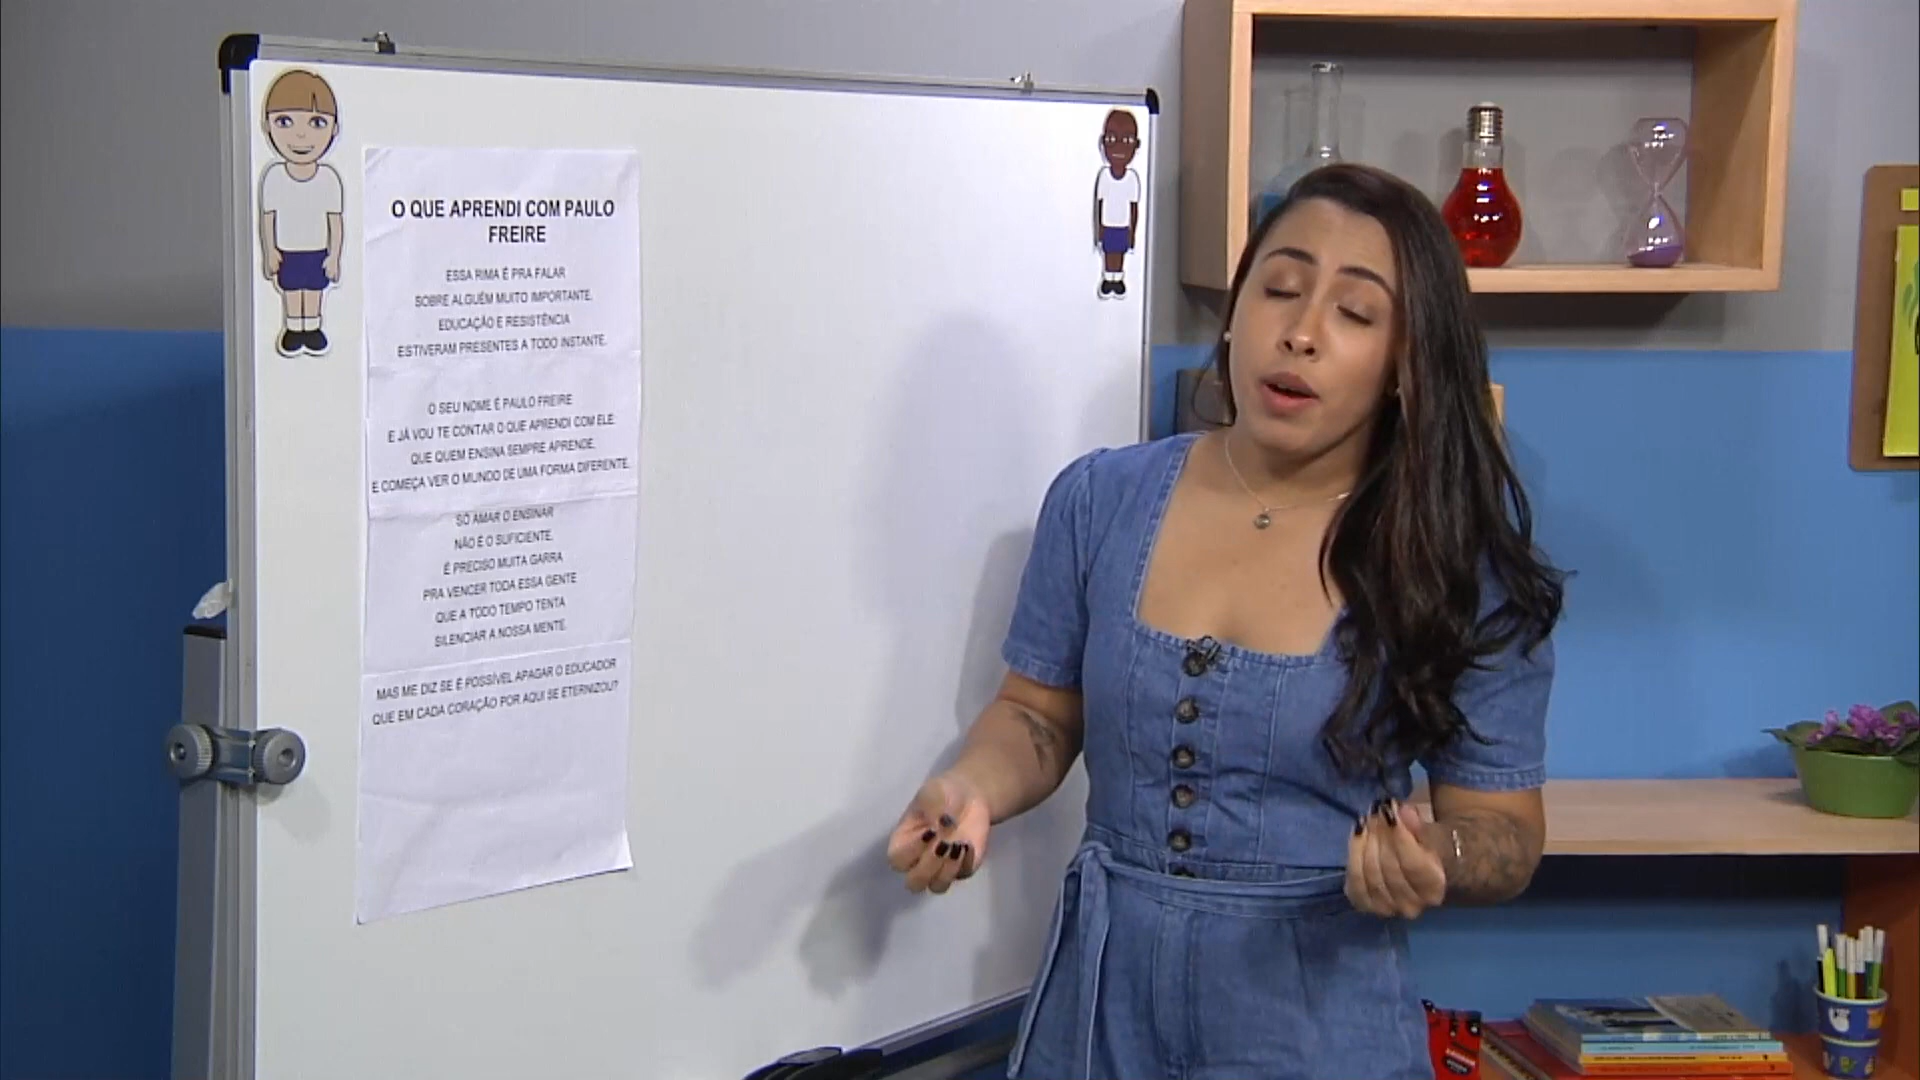 O QUE APRENDI COM PAULO
FREIRE
ESSA RIMA É PRA FALAR
SOBRE ALGUÉM MUITO IMPORTANTE.
EDUCAÇÃO E RESISTÊNCIA
ESTIVERAM PRESENTES A TODO INSTANTE.
O SEU NOME É PAULO FREIRE
E JÁ VOU TE CONTAR O QUE APRENDI COM ELE:
QUE QUEM ENSINA SEMPRE APRENDE,
E COMEÇA VER O MUNDO DE UMA FORMA DIFERENTE.
SÓ AMAR O ENSINAR
NÃO É O SUFICIENTE,
É PRECISO MUITA GARRA
PRA VENCER TODA ESSA GENTE
QUE A TODO TEMPO TENTA
SILENCIAR A NOSSA MENTE.
MAS ME DIZ SE É POSSÍVEL APAGAR O EDUCADOR
QUE EM CADA CORAÇÃO POR AQUI SE ETERNIZOU?